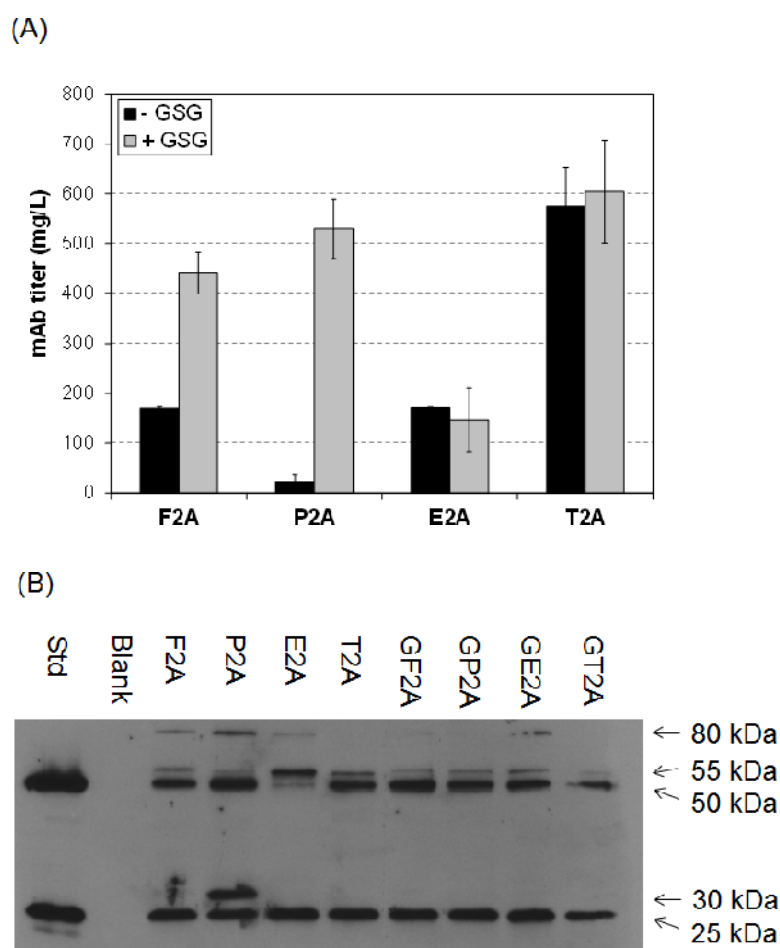 (A)
800
700
600
500
400
300
200
100
0
mAb titer (mg/L)
- GSG
+ GSG
F2A P2A E2A T2A
(B)
Std Blank F2A P2A E2A T2A GF2A GP2A GE2A GT2A
← 80 kDa
← 55 kDa
← 50 kDa
← 30 kDa
← 25 kDa